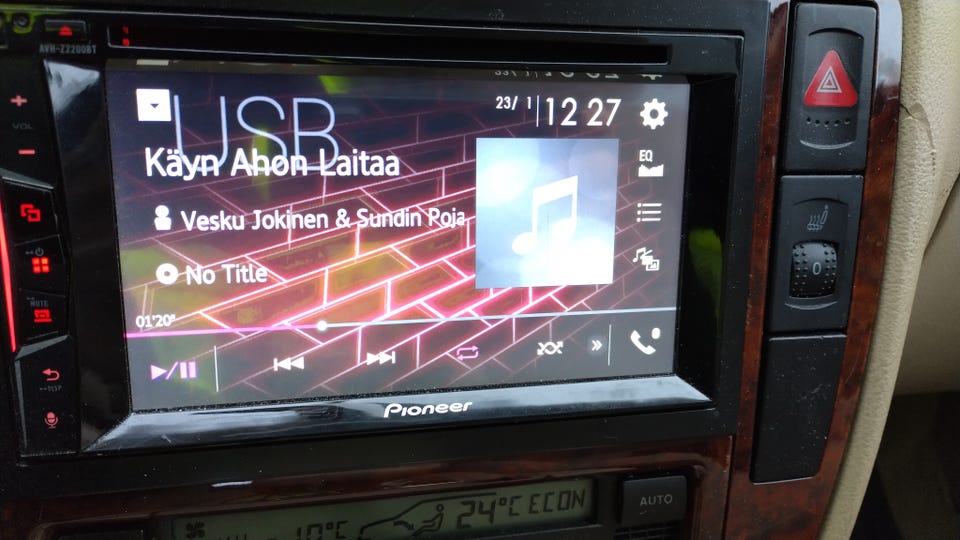 AVH-Z2200BT
VOL
USB
23/ 1 12 27
Käyn Ahon Laitaa
EQ
Vesku Jokinen & Sundin Poja
No Title
01'20"
MUTE
DISP
Pioneer
0
24°C ECON
AUTO